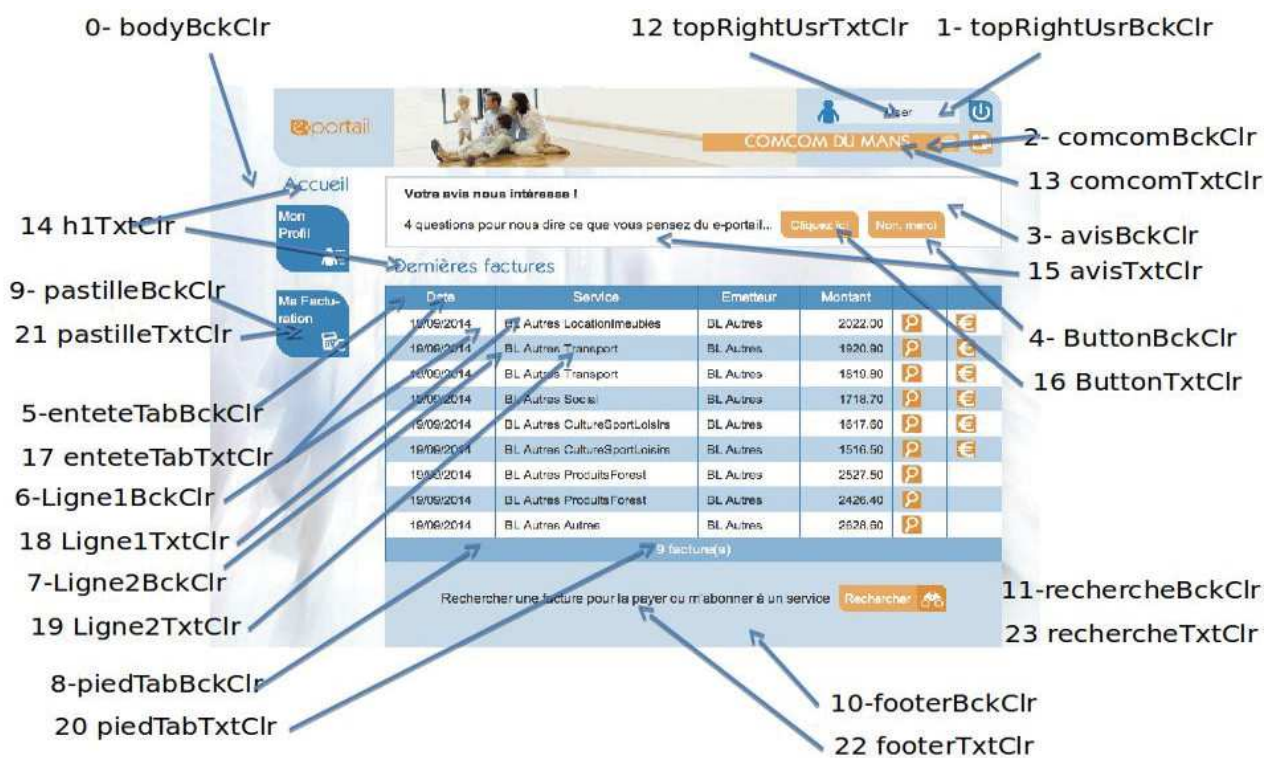 0- bodyBckClr
12 topRightUsrTxtClr
1- topRightUsrBckClr
e-portail
User
COMCOM DU MANS
2- comcomBckClr
13 comcomTxtClr
Accueil
14 h1TxtClr
Mon
Profil
Votre avis nous intéresse !
4 questions pour nous dire ce que vous pensez du e-portail...
Cliquez ici
Non, merci
3- avisBckClr
15 avisTxtClr
Dernières factures
9- pastilleBckClr
21 pastilleTxtClr
Ma Factu-
ration
Date Service Emetteur Montant
19/09/2014 BL Autres LocationImeubles BL Autres 2022.00
19/09/2014 BL Autres Transport BL Autres 1920.90
19/09/2014 BL Autres Transport BL Autres 1819.80
19/09/2014 BL Autres Social BL Autres 1718.70
19/09/2014 BL Autres CultureSportLoisirs BL Autres 1617.60
19/09/2014 BL Autres CultureSportLoisirs BL Autres 1516.50
19/09/2014 BL Autres ProduitsForest BL Autres 2527.50
19/09/2014 BL Autres ProduitsForest BL Autres 2426.40
19/09/2014 BL Autres Autres BL Autres 2628.60
9 facture(s)
4- ButtonBckClr
16 ButtonTxtClr
5-enteteTabBckClr
17 enteteTabTxtClr
6-Ligne1BckClr
18 Ligne1TxtClr
7-Ligne2BckClr
19 Ligne2TxtClr
Rechercher une facture pour la payer ou m'abonner à un service
Rechercher
11-rechercheBckClr
23 rechercheTxtClr
8-piedTabBckClr
20 piedTabTxtClr
10-footerBckClr
22 footerTxtClr